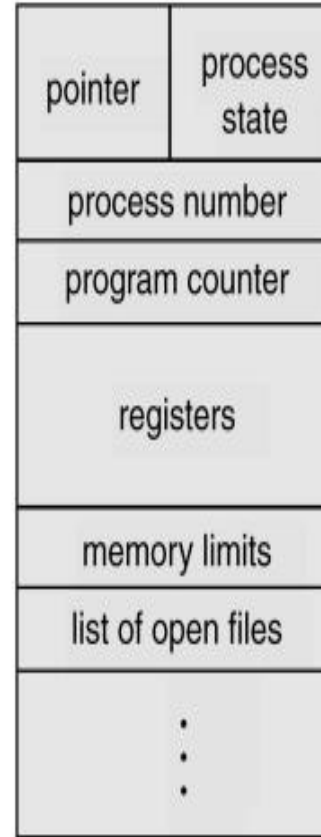 pointer
process
state
process number
program counter
registers
memory limits
list of open files